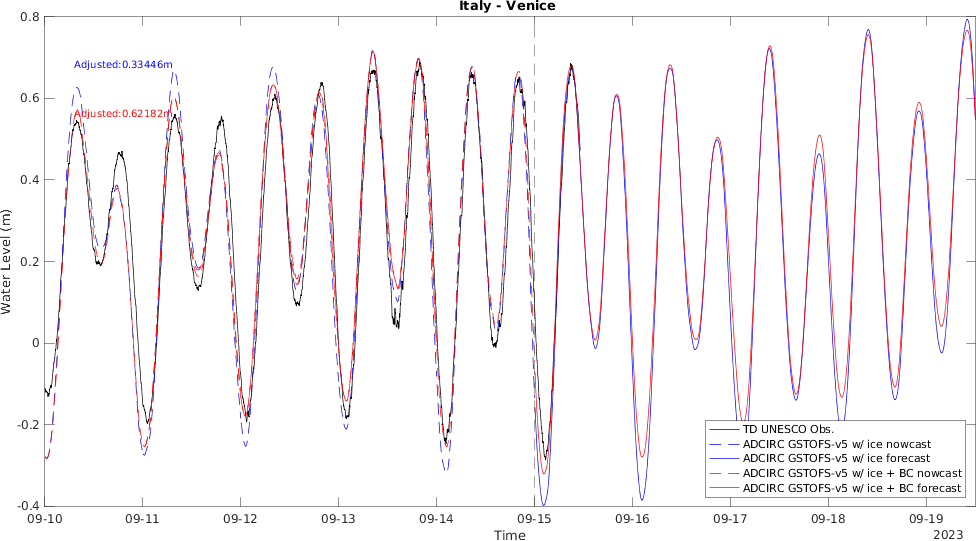 Italy - Venice
0.8
0.6
0.4
0.2
0
-0.2
-0.4
Water Level (m)
Adjusted:0.33446m
djusted:0.62182m
TD UNESCO Obs.
ADCIRC GSTOFS-v5 w/ ice nowcast
ADCIRC GSTOFS-v5 w/ ice forecast
ADCIRC GSTOFS-v5 w/ ice + BC nowcast
ADCIRC GSTOFS-v5 w/ ice + BC forecast
09-10 09-11 09-12 09-13 09-14 09-15 09-16 09-17 09-18 09-19
Time
2023